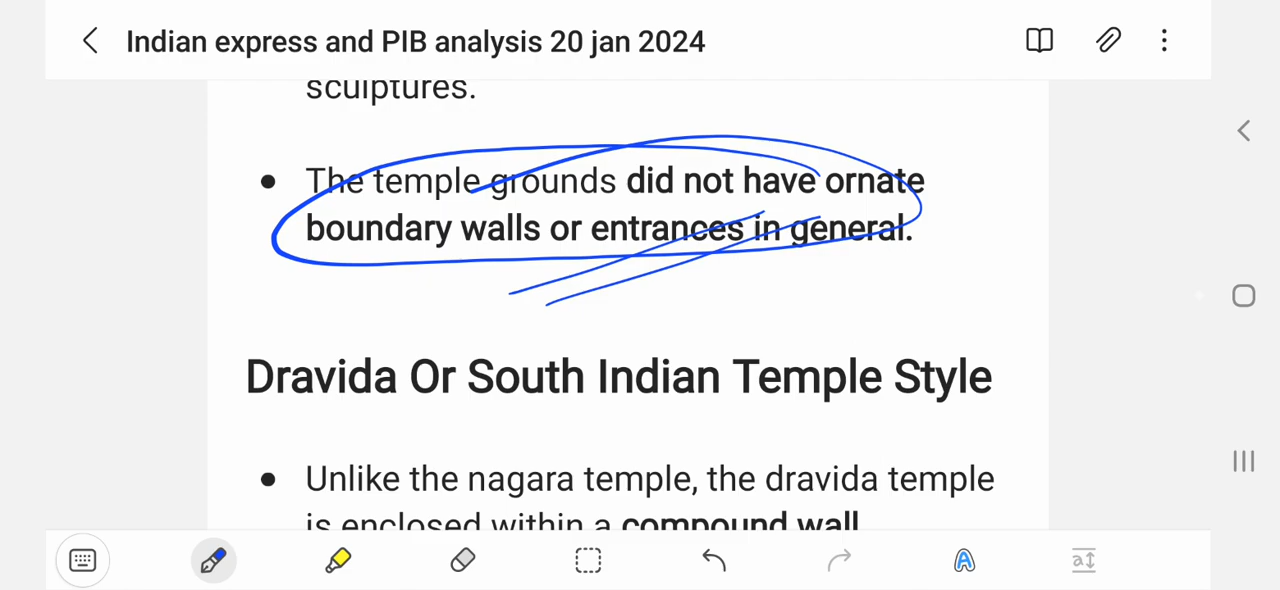 Indian express and PIB analysis 20 jan 2024
sculptures.
The temple grounds did not have ornate
boundary walls or entrances in general.
Dravida Or South Indian Temple Style
Unlike the nagara temple, the dravida temple
is enclosed within a compound wall
A
a